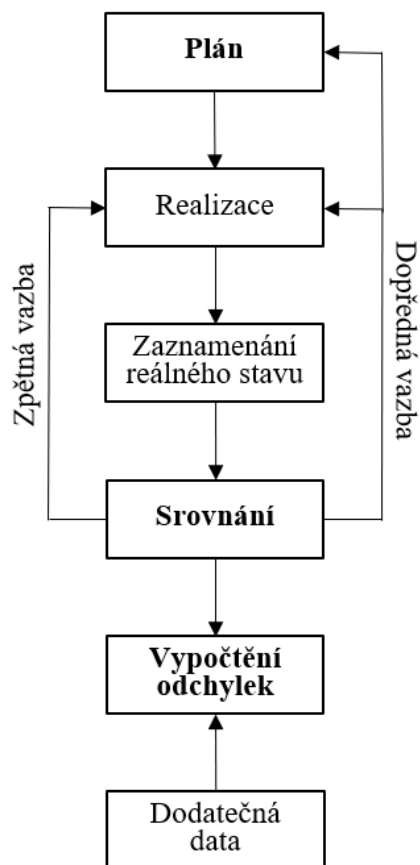 Plán
Realizace
Zpětná vazba
Dopředná vazba
Zaznamenání
reálného stavu
Srovnání
Vypočtění
odchylek
Dodatečná
data